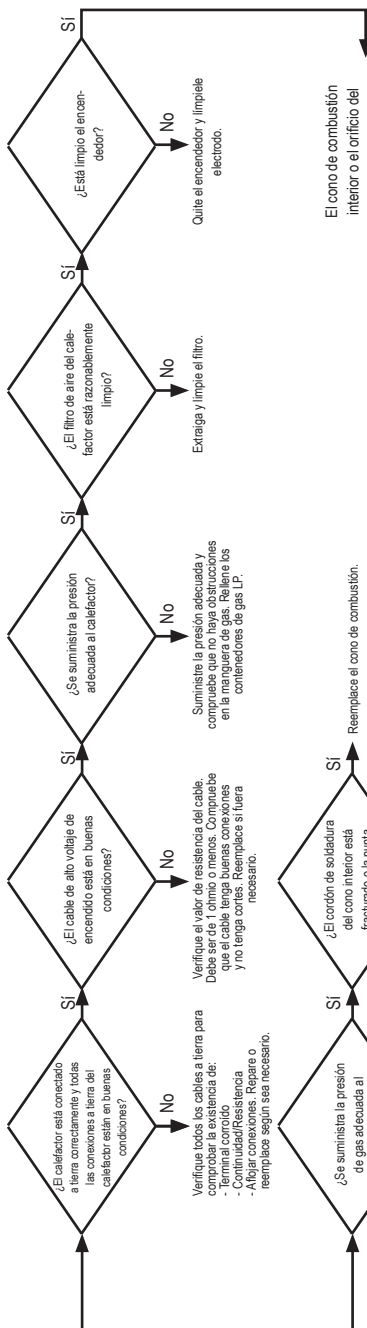 ¿El calefactor está conectado
a tierra correctamente y todas
las conexiones a tierra del
calefactor están en buenas
condiciones?
Sí
No
Verifique todos los cables a tierra para
comprobar la existencia de:
- Terminal corroído
- Continuidad/Resistencia
- Aflojar conexiones. Repare o
reemplace según sea necesario.
¿El cable de alto voltaje de
encendido está en buenas
condiciones?
Sí
No
Verifique el valor de resistencia del cable.
Debe ser de 1 ohmio o menos. Compruebe
que el cable tenga buenas conexiones
y no tenga cortes. Reemplace si fuera
necesario.
¿Se suministra la presión
adecuada al calefactor?
Sí
No
Suministre la presión adecuada y
compruebe que no haya obstrucciones
en la manguera de gas. Rellene los
contenedores de gas LP.
¿El filtro de aire del cale-
factor está razonablemente
limpio?
Sí
No
Extraiga y limpie el filtro.
¿Está limpio el encen-
dedor?
Sí
No
Quite el encendedor y límpiele
electrodo.
¿Se suministra la presión
de gas adecuada al
Sí
¿El cordón de soldadura
del cono interior está
fracturado o la punta
Sí
Reemplace el cono de combustión.
El cono de combustión
interior o el orificio del